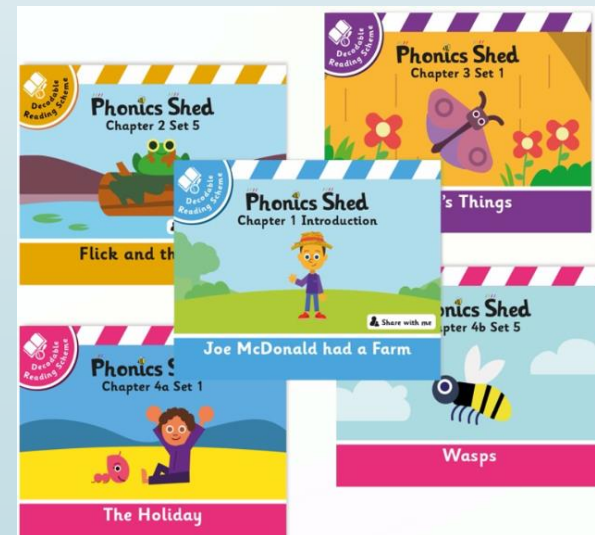 Decodable
Reading Scheme
Phonics Shed
Chapter 2 Set 5
Flick and
Decodable
Reading Scheme
Phonics Shed
Chapter 3 Set 1
's Things
Decodable
Reading Scheme
Phonics Shed
Chapter 1 Introduction
Share with me
Joe McDonald had a Farm
Decodable
Reading Scheme
Phonics
Chapter 4a Set 1
The Holiday
Shed
4b Set 5
Wasps